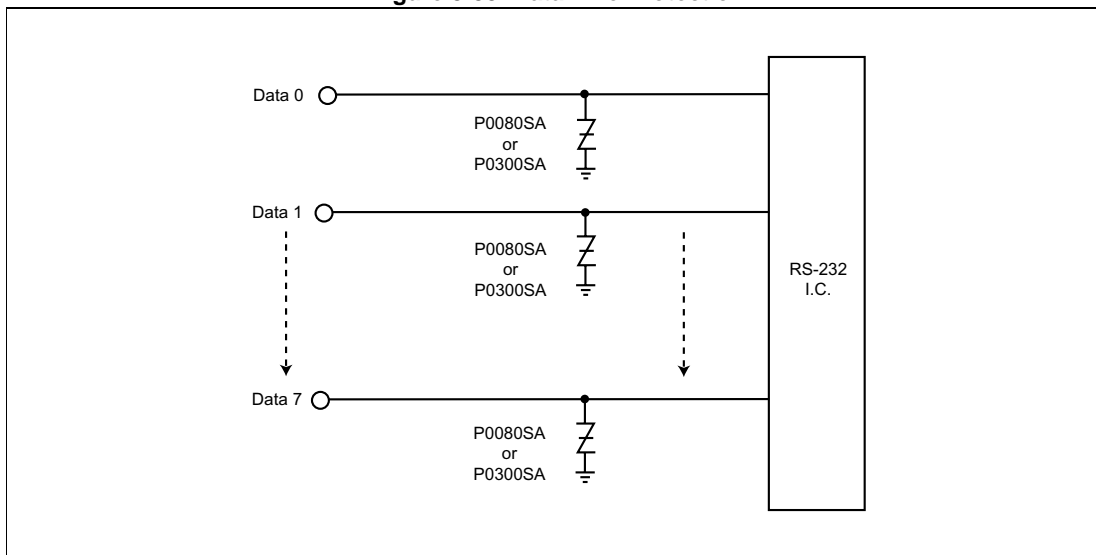 Data 0
P0080SA
or
P0300SA
Data 1
P0080SA
or
P0300SA
RS-232
I.C.
Data 7
P0080SA
or
P0300SA